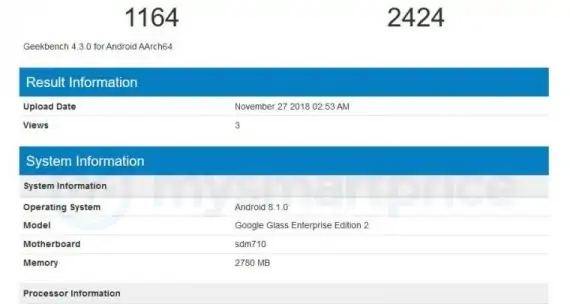 1164 2424
Geekbench 4.3.0 for Android AArch64
Result Information
Upload Date November 27 2018 02:53 AM
Views 3
System Information
mysmartprice
System Information
Operating System Android 8.1.0
Model Google Glass Enterprise Edition 2
Motherboard sdm710
Memory 2780 MB
Processor Information